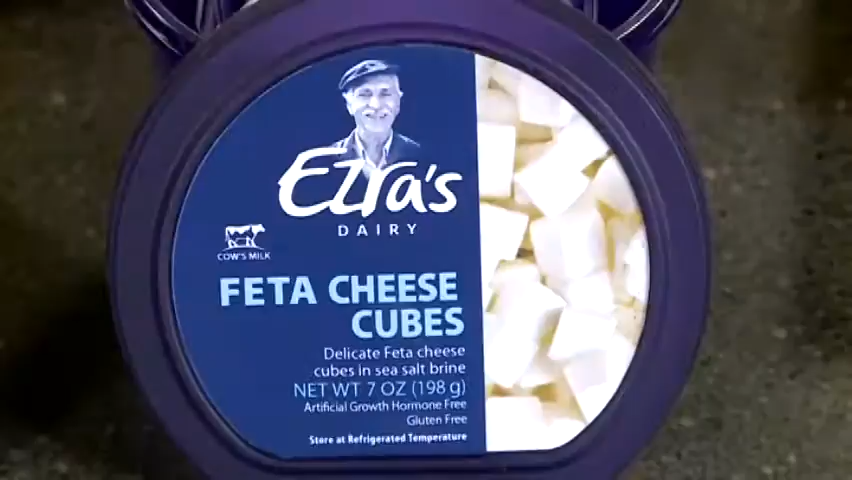 Ezra's
DAIRY
COW'S MILK
FETA CHEESE
CUBES
Delicate Feta cheese
cubes in sea salt brine
NET WT 7 OZ (198 g)
Artificial Growth Hormone Free
Gluten Free
Store at Refrigerated Temperature